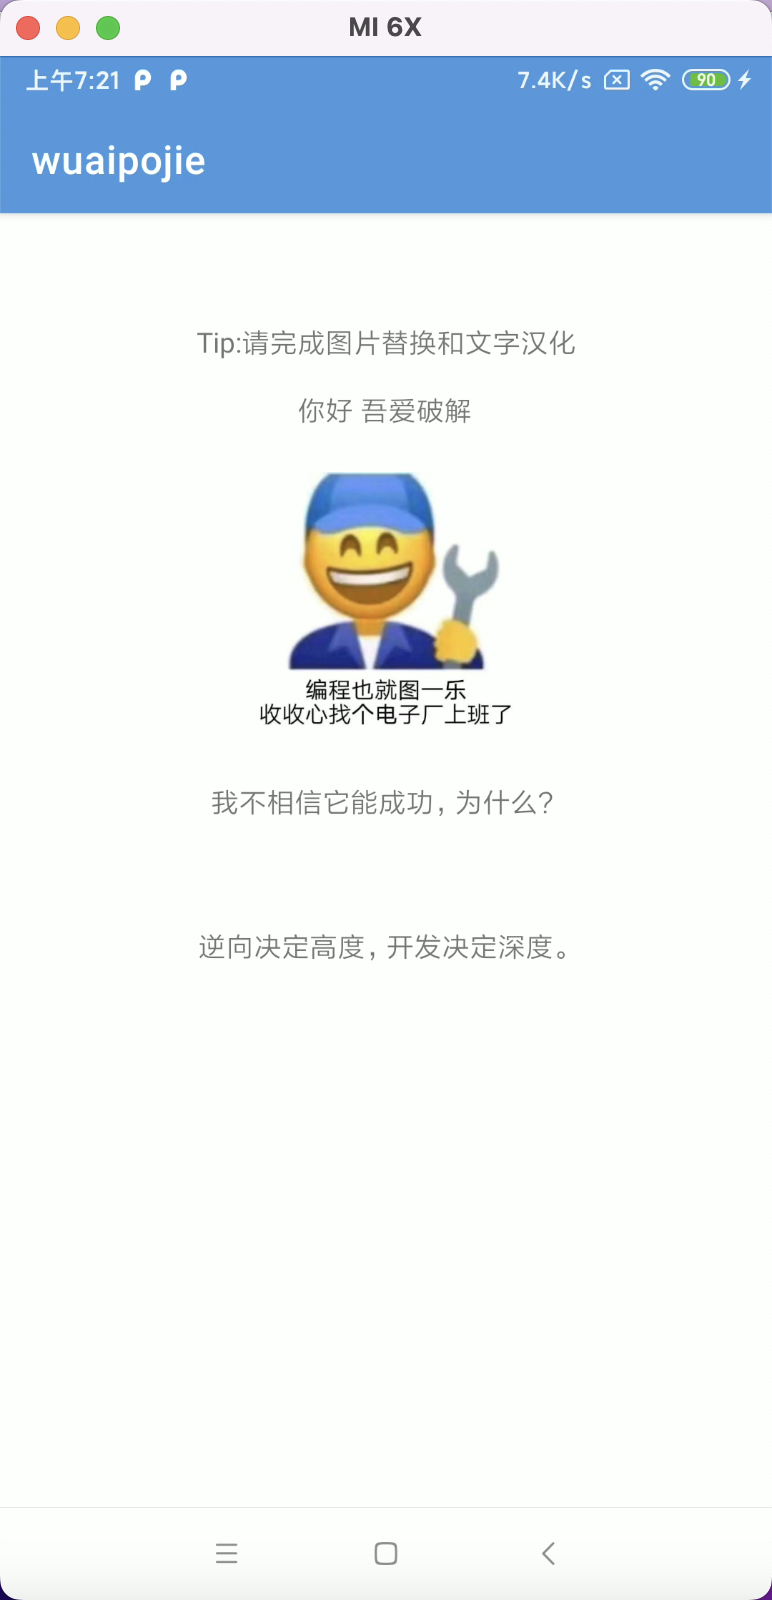 MI 6X
上午7:21
7.4K/s
90
wuaipojie
Tip:请完成图片替换和文字汉化
你好 吾爱破解
编程也就图一乐
收收心找个电子厂上班了
我不相信它能成功，为什么？
逆向决定高度，开发决定深度。